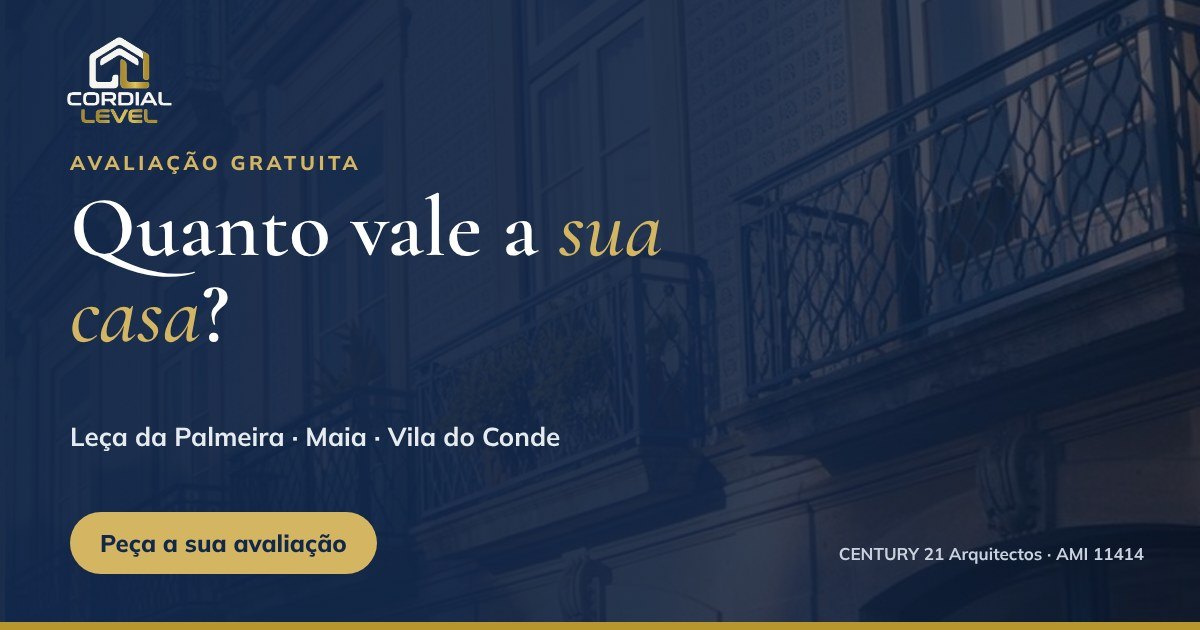 CORDIAL
LEVEL
AVALIAÇÃO GRATUITA
Quanto vale a sua
casa?
Leça da Palmeira · Maia · Vila do Conde
Peça a sua avaliação
CENTURY 21 Arquitectos · AMI 11414